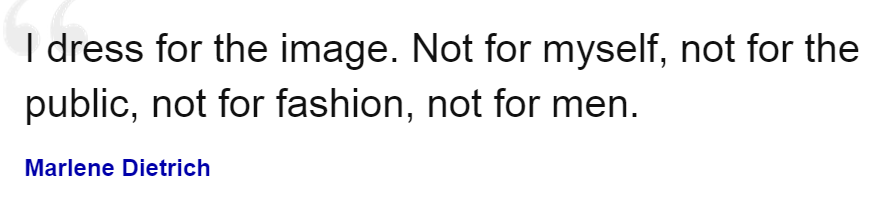 I dress for the image. Not for myself, not for the
public, not for fashion, not for men.
Marlene Dietrich